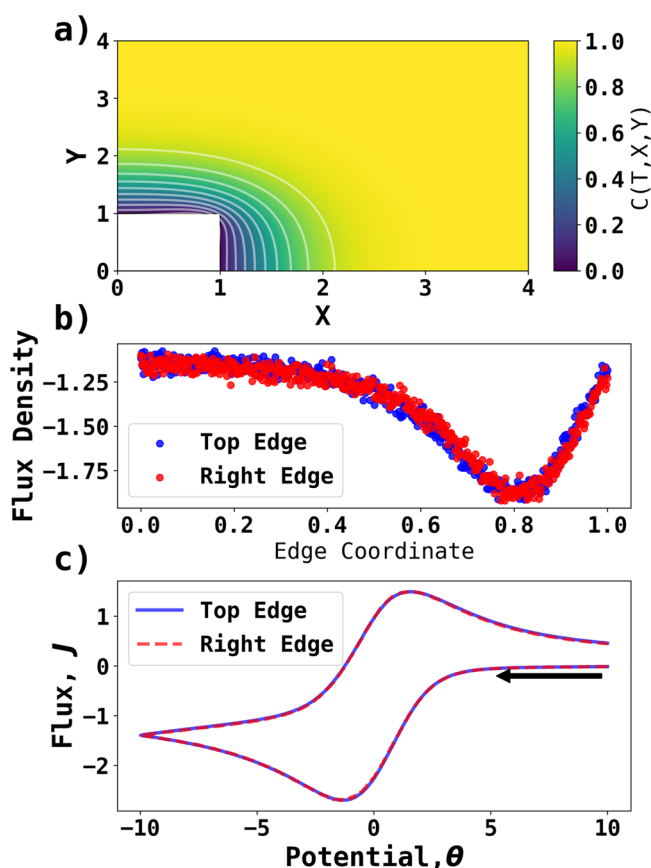 a)
4
3
2
1
0
Y
0 1 2 3 4
X
1.0
0.8
0.6
0.4
0.2
0.0
C(T,X,Y)
b)
Flux Density
−1.25
−1.50
−1.75
Top Edge
Right Edge
0.0 0.2 0.4 0.6 0.8 1.0
Edge Coordinate
c)
Flux, J
1
0
−1
−2
Top Edge
Right Edge
−10 −5 0 5 10
Potential,θ